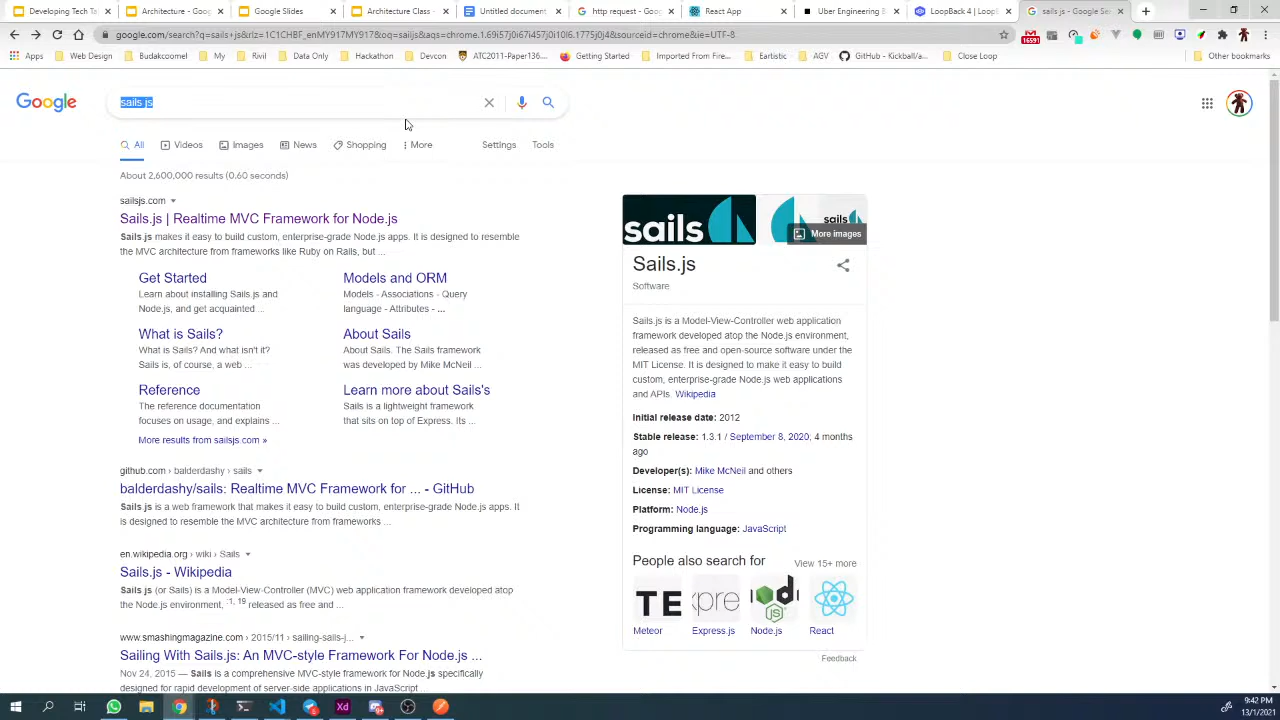 Developing Tech Ta
Architecture - Goog
Google Slides
Architecture Class -
Untitled document
http request - Goog
React App
Uber Engineering B
LoopBack 4 | LoopB
sails js - Google Se
google.com/search?q=sails+js&rlz=1C1CHBF_enMY917MY917&oq=sailjs&aqs=chrome.1.69i57j0i67i457j0i10l6.1775j0j4&sourceid=chrome&ie=UTF-8
16591
Apps
Web Design
Budakcoomel
My
Rivil
Data Only
Hackathon
Devcon
ATC2011-Paper136...
Getting Started
Imported From Fire...
Eartistic
AGV
GitHub - Kickball/a...
Close Loop
Other bookmarks
Google
sails js
All
Videos
Images
News
Shopping
More
Settings
Tools
About 2,600,000 results (0.60 seconds)
sailsjs.com
Sails.js | Realtime MVC Framework for Node.js
Sails.js makes it easy to build custom, enterprise-grade Node.js apps. It is designed to resemble
the MVC architecture from frameworks like Ruby on Rails, but ...
Get Started
Learn about installing Sails.js and
Node.js, and get acquainted ...
Models and ORM
Models - Associations - Query
language - Attributes - ...
What is Sails?
What is Sails? And what isn't it?
Sails is, of course, a web ...
About Sails
About Sails. The Sails framework
was developed by Mike McNeil ...
Reference
The reference documentation
focuses on usage, and explains ...
Learn more about Sails's
Sails is a lightweight framework
that sits on top of Express. Its ...
More results from sailsjs.com »
github.com › balderdashy › sails
balderdashy/sails: Realtime MVC Framework for ... - GitHub
Sails.js is a web framework that makes it easy to build custom, enterprise-grade Node.js apps. It
is designed to resemble the MVC architecture from frameworks ...
en.wikipedia.org › wiki › Sails
Sails.js - Wikipedia
Sails.js (or Sails) is a Model-View-Controller (MVC) web application framework developed atop
the Node.js environment, :1, 19 released as free and ...
www.smashingmagazine.com › 2015/11 › sailing-sails-j...
Sailing With Sails.js: An MVC-style Framework For Node.js ...
Nov 24, 2015 — Sails is a comprehensive MVC-style framework for Node.js specifically
designed for rapid development of server-side applications in JavaScript ...
sails
sails
More images
Sails.js
Software
Sails.js is a Model-View-Controller web application
framework developed atop the Node.js environment,
released as free and open-source software under the
MIT License. It is designed to make it easy to build
custom, enterprise-grade Node.js web applications
and APIs. Wikipedia
Initial release date: 2012
Stable release: 1.3.1 / September 8, 2020; 4 months
ago
Developer(s): Mike McNeil and others
License: MIT License
Platform: Node.js
Programming language: JavaScript
People also search for
View 15+ more
Meteor
Express.js
Node.js
React
Feedback
9:42 PM
13/1/2021